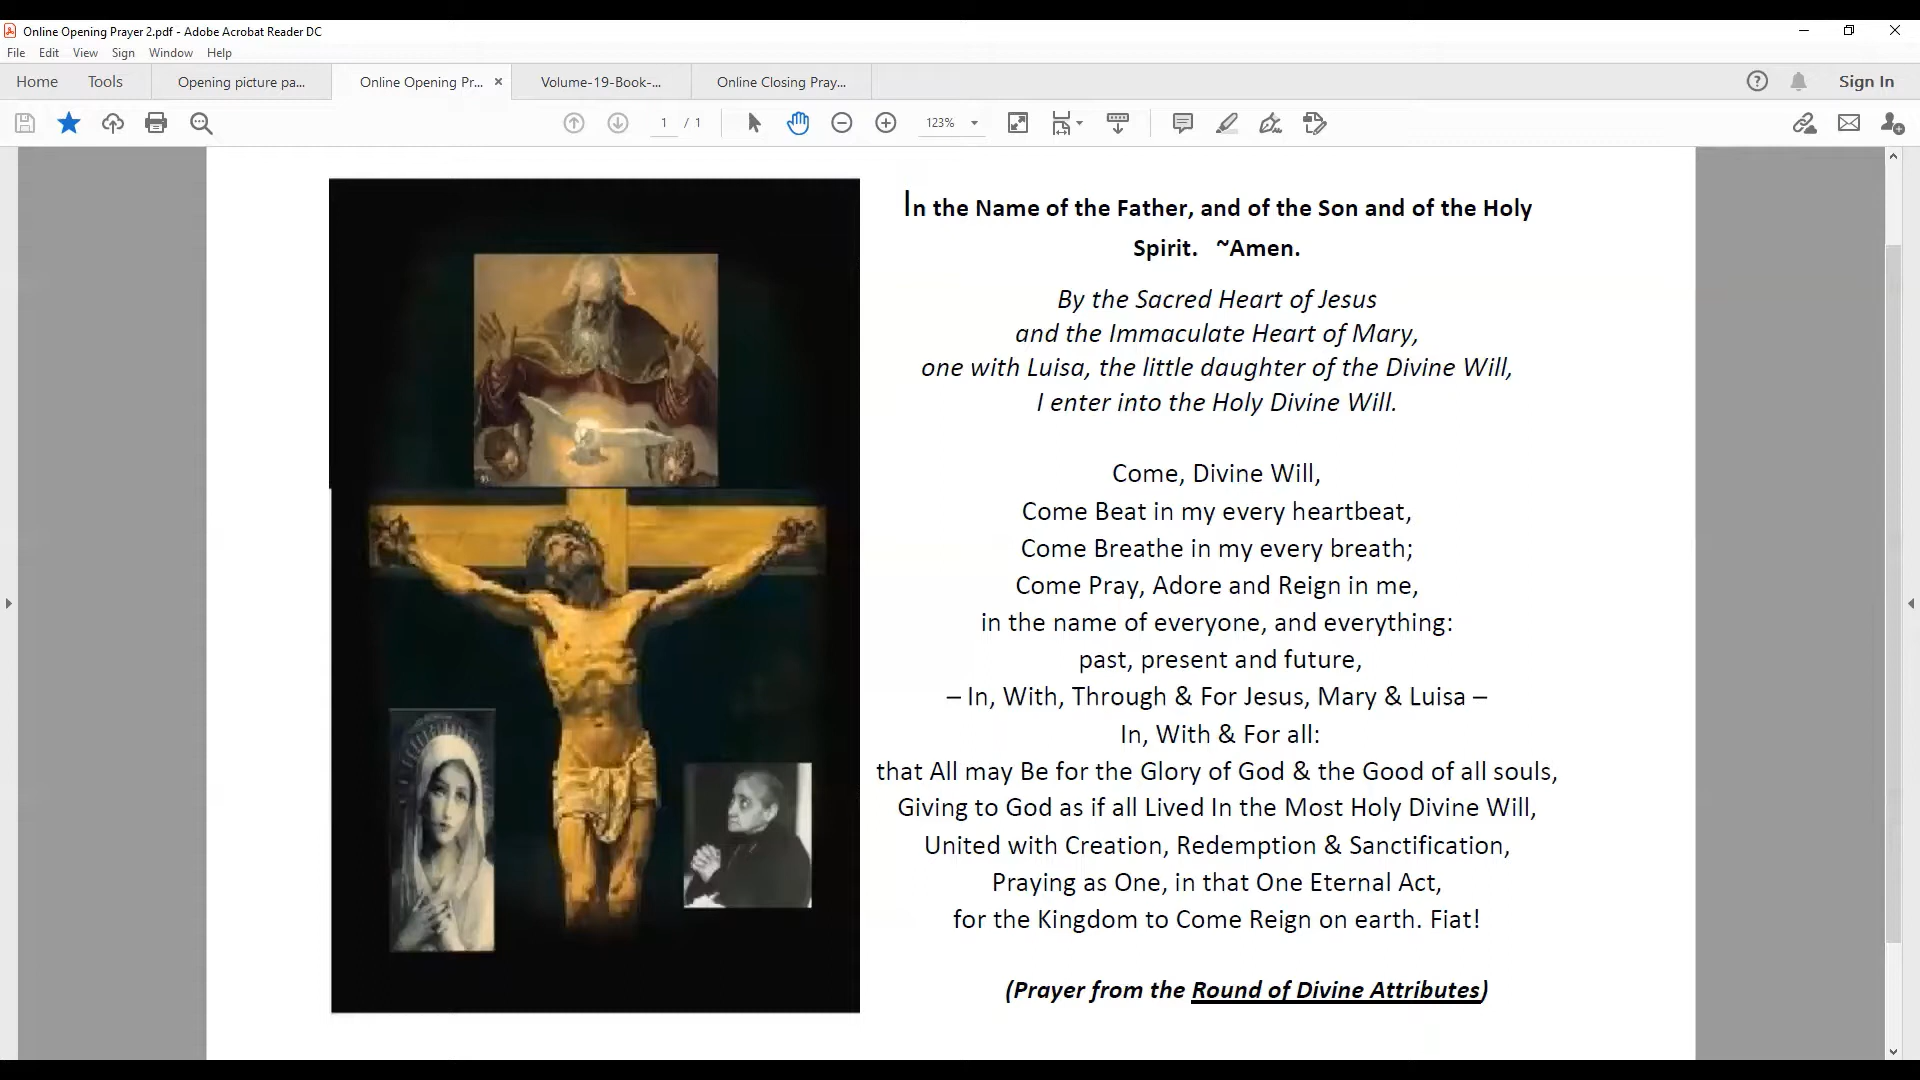 Online Opening Prayer 2.pdf - Adobe Acrobat Reader DC
File Edit View Sign Window Help
Home Tools Opening picture pa... Online Opening Pr... Volume-19-Book-... Online Closing Pray... Sign In
1 / 1 123%
In the Name of the Father, and of the Son and of the Holy
Spirit. ~Amen.
By the Sacred Heart of Jesus
and the Immaculate Heart of Mary,
one with Luisa, the little daughter of the Divine Will,
I enter into the Holy Divine Will.
Come, Divine Will,
Come Beat in my every heartbeat,
Come Breathe in my every breath;
Come Pray, Adore and Reign in me,
in the name of everyone, and everything:
past, present and future,
– In, With, Through & For Jesus, Mary & Luisa –
In, With & For all:
that All may Be for the Glory of God & the Good of all souls,
Giving to God as if all Lived In the Most Holy Divine Will,
United with Creation, Redemption & Sanctification,
Praying as One, in that One Eternal Act,
for the Kingdom to Come Reign on earth. Fiat!
(Prayer from the Round of Divine Attributes)